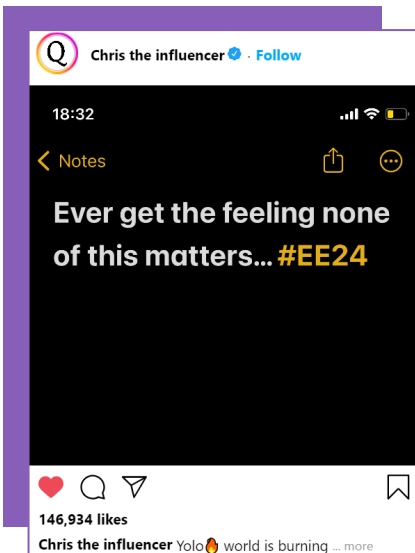 Q Chris the influencer · Follow
18:32
Notes
Ever get the feeling none
of this matters... #EE24
146,934 likes
Chris the influencer Yolo🔥 world is burning ... more